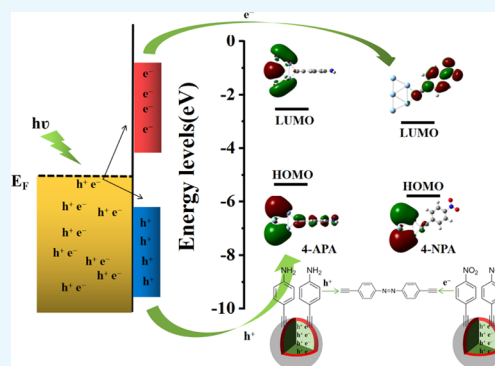 e⁻
hυ
E_F
h⁺ e⁻
h⁺ e⁻
h⁺ e⁻
h⁺ e⁻
h⁺ e⁻
h⁺ e⁻
h⁺ e⁻
h⁺ e⁻
e⁻
e⁻
e⁻
e⁻
h⁺
h⁺
h⁺
h⁺
h⁺
Energy levels(eV)
0
-2
-4
-6
-8
-10
LUMO
LUMO
HOMO
HOMO
4-APA
4-NPA
NH₂
NH₂
h⁺
N=N
e⁻
NO₂
N
h⁺ e⁻
h⁺ e⁻
h⁺ e⁻
h⁺ e⁻